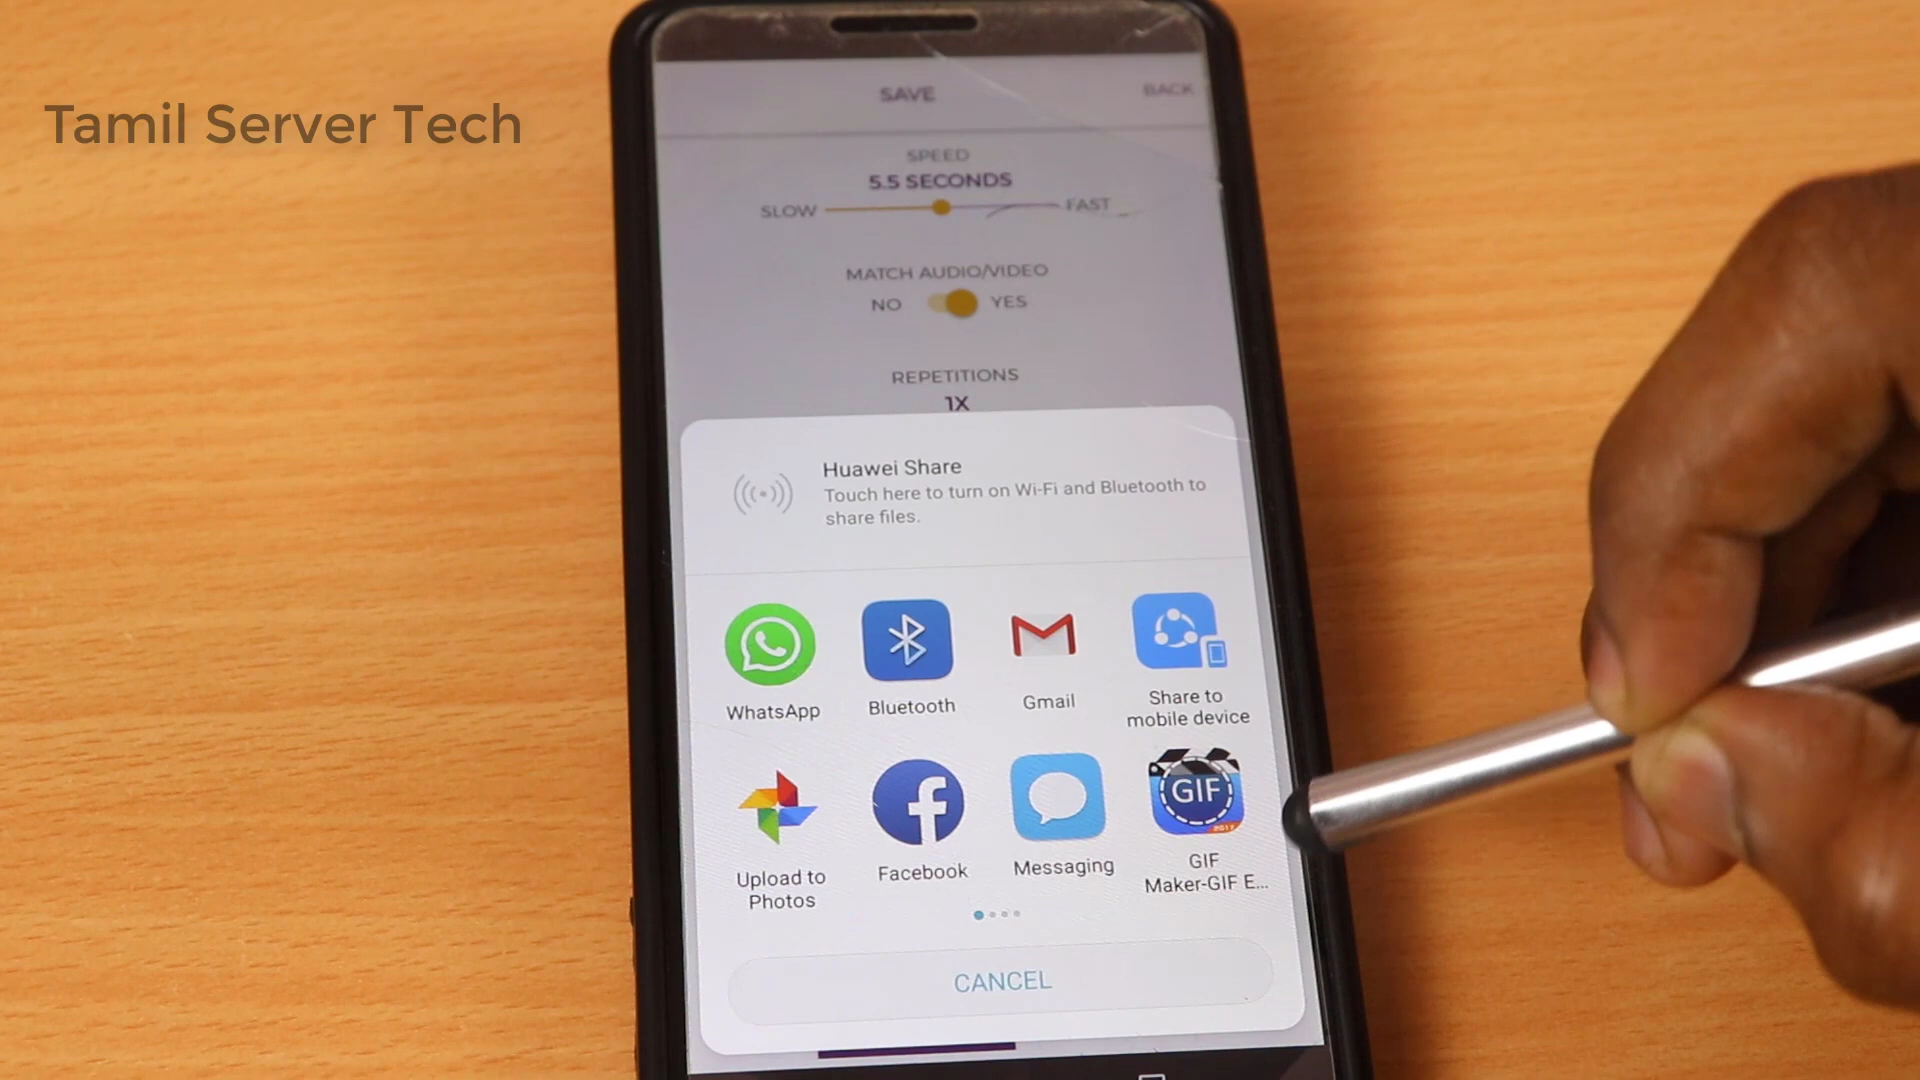 Tamil Server Tech
SAVE
BACK
SPEED
5.5 SECONDS
SLOW
FAST
MATCH AUDIO/VIDEO
NO
YES
REPETITIONS
1X
Huawei Share
Touch here to turn on Wi-Fi and Bluetooth to
share files.
WhatsApp
Bluetooth
Gmail
Share to
mobile device
GIF
2017
Upload to
Photos
Facebook
Messaging
GIF
Maker-GIF E...
CANCEL